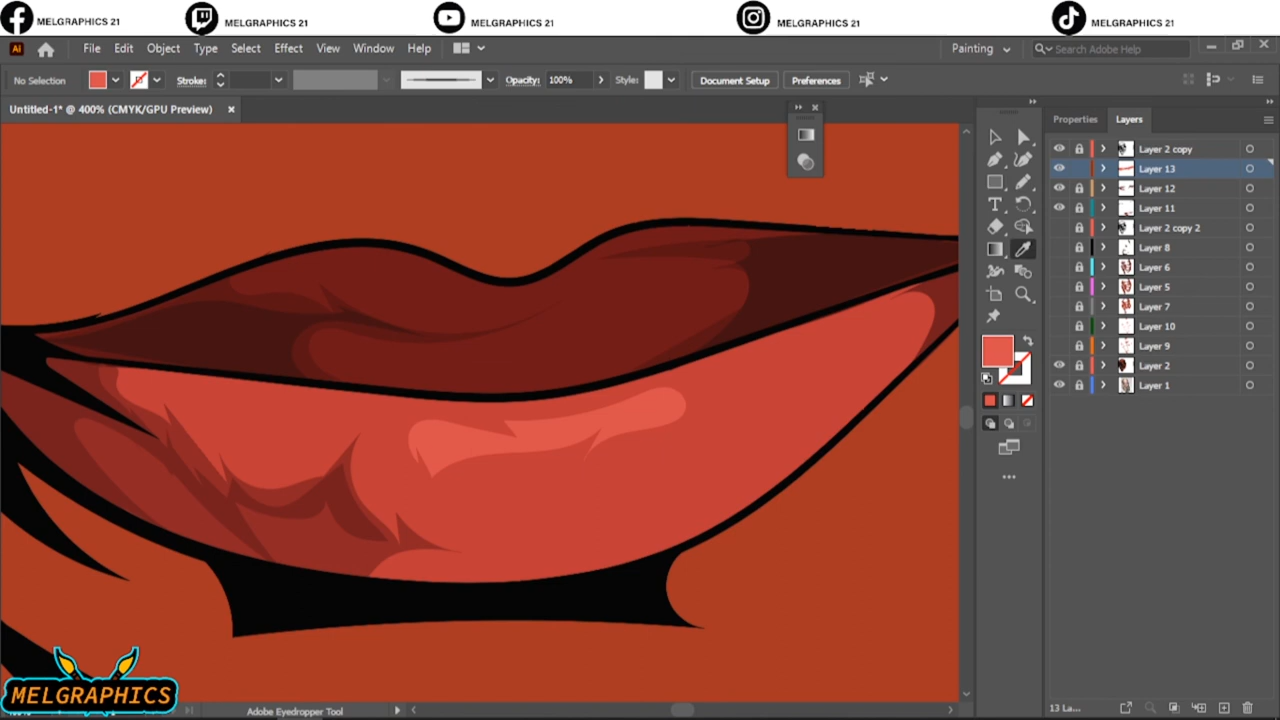 MELGRAPHICS 21
MELGRAPHICS 21
MELGRAPHICS 21
MELGRAPHICS 21
MELGRAPHICS 21
Ai File Edit Object Type Select Effect View Window Help Painting Search Adobe Help
No Selection Stroke: Opacity: 100% Style: Document Setup Preferences
Untitled-1* @ 400% (CMYK/GPU Preview)
Properties Layers
Layer 2 copy
Layer 13
Layer 12
Layer 11
Layer 2 copy 2
Layer 8
Layer 6
Layer 5
Layer 7
Layer 10
Layer 9
Layer 2
Layer 1
MELGRAPHICS
Adobe Eyedropper Tool
13 La...